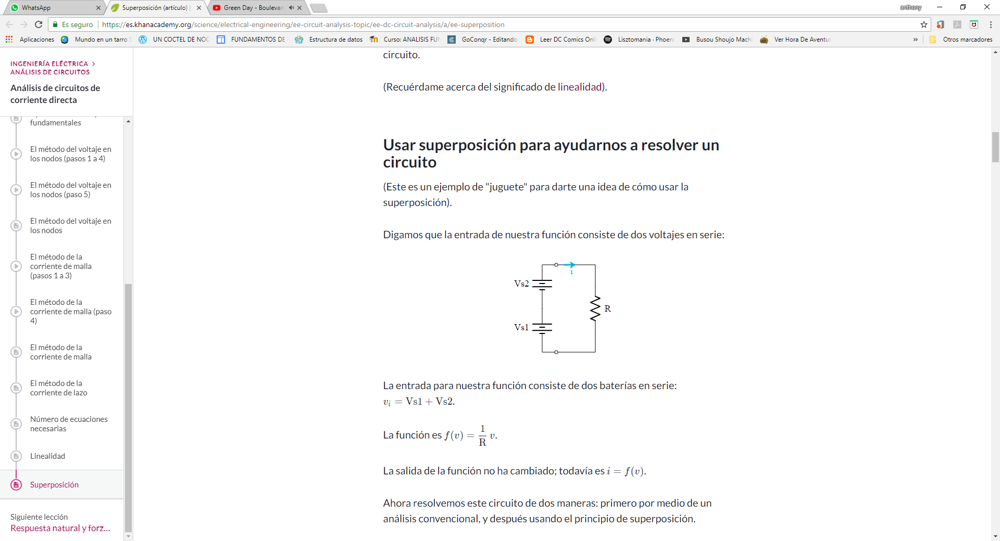 WhatsApp
Superposición (artículo) |
Green Day - Boulevar
anthony
Es seguro
https://es.khanacademy.org/science/electrical-engineering/ee-circuit-analysis-topic/ee-dc-circuit-analysis/a/ee-superposition
Aplicaciones
Mundo en un tarro
UN COCTEL DE NOC
FUNDAMENTOS DE
Estructura de datos
Curso: ANALISIS FUN
GoConqr - Editando
Leer DC Comics Onli
Lisztomania · Phoeni
Busou Shoujo Machi
Ver Hora De Aventur
»
Otros marcadores
INGENIERÍA ELÉCTRICA >
ANÁLISIS DE CIRCUITOS
Análisis de circuitos de
corriente directa
fundamentales
El método del voltaje en
los nodos (pasos 1 a 4)
El método del voltaje en
los nodos (paso 5)
El método del voltaje en
los nodos
El método de la
corriente de malla
(pasos 1 a 3)
El método de la
corriente de malla (paso
4)
El método de la
corriente de malla
El método de la
corriente de lazo
Número de ecuaciones
necesarias
Linealidad
Superposición
Siguiente lección
Respuesta natural y forz...
circuito.
(Recuérdame acerca del significado de linealidad).
Usar superposición para ayudarnos a resolver un
circuito
(Este es un ejemplo de "juguete" para darte una idea de cómo usar la
superposición).
Digamos que la entrada de nuestra función consiste de dos voltajes en serie:
1
Vs2
R
Vs1
La entrada para nuestra función consiste de dos baterías en serie:
vᵢ = Vs1 + Vs2.
La función es f(v) = 1/R v.
La salida de la función no ha cambiado; todavía es i = f(v).
Ahora resolvemos este circuito de dos maneras: primero por medio de un
análisis convencional, y después usando el principio de superposición.